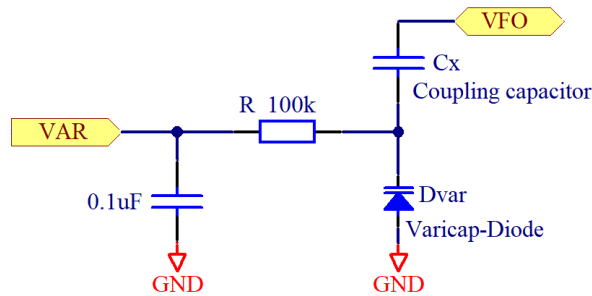 VFO
Cx
Coupling capacitor
R 100k
VAR
0.1uF
Dvar
Varicap-Diode
GND
GND